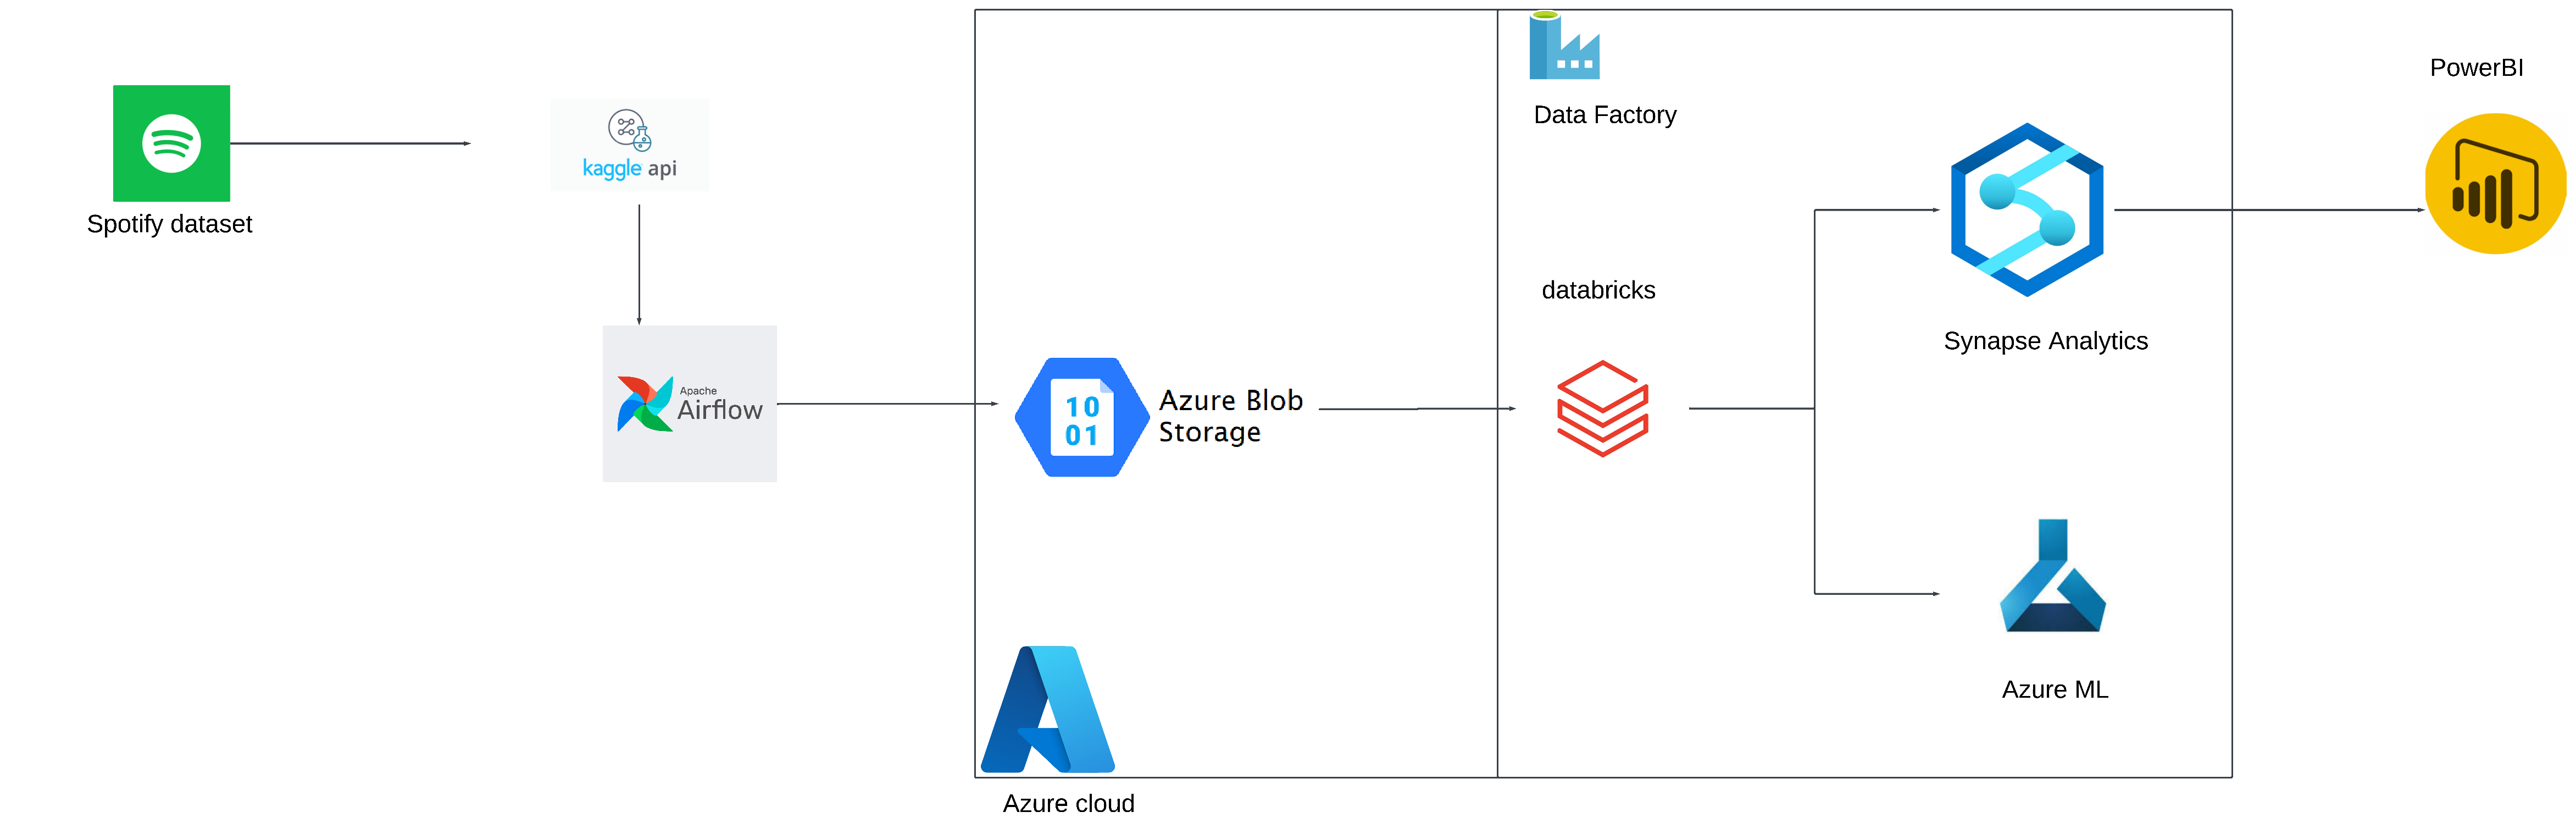 Spotify dataset
kaggle api
Apache
Airflow
Azure Blob
Storage
10
01
Azure cloud
Data Factory
databricks
Synapse Analytics
Azure ML
PowerBI